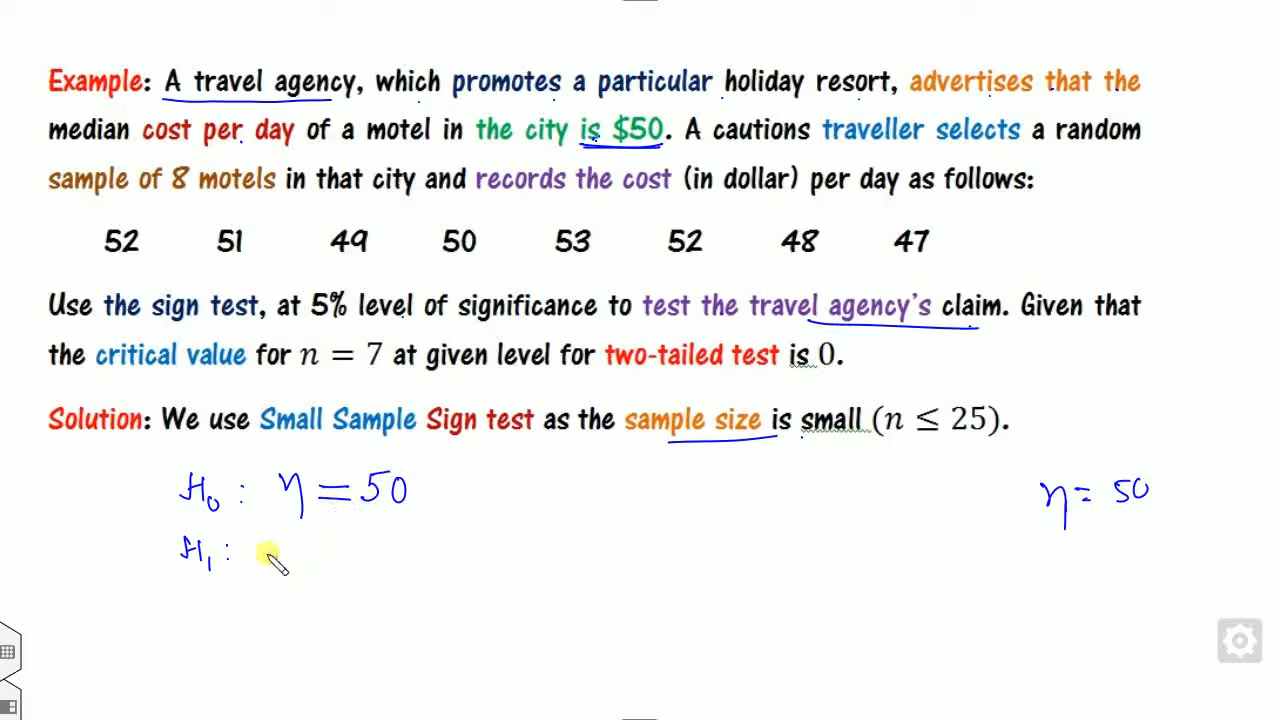 Example: A travel agency, which promotes a particular holiday resort, advertises that the
median cost per day of a motel in the city is $50. A cautions traveller selects a random
sample of 8 motels in that city and records the cost (in dollar) per day as follows:
52 51 49 50 53 52 48 47
Use the sign test, at 5% level of significance to test the travel agency's claim. Given that
the critical value for n = 7 at given level for two-tailed test is 0.
Solution: We use Small Sample Sign test as the sample size is small (n ≤ 25).
H₀ : η = 50 η = 50
H₁ :